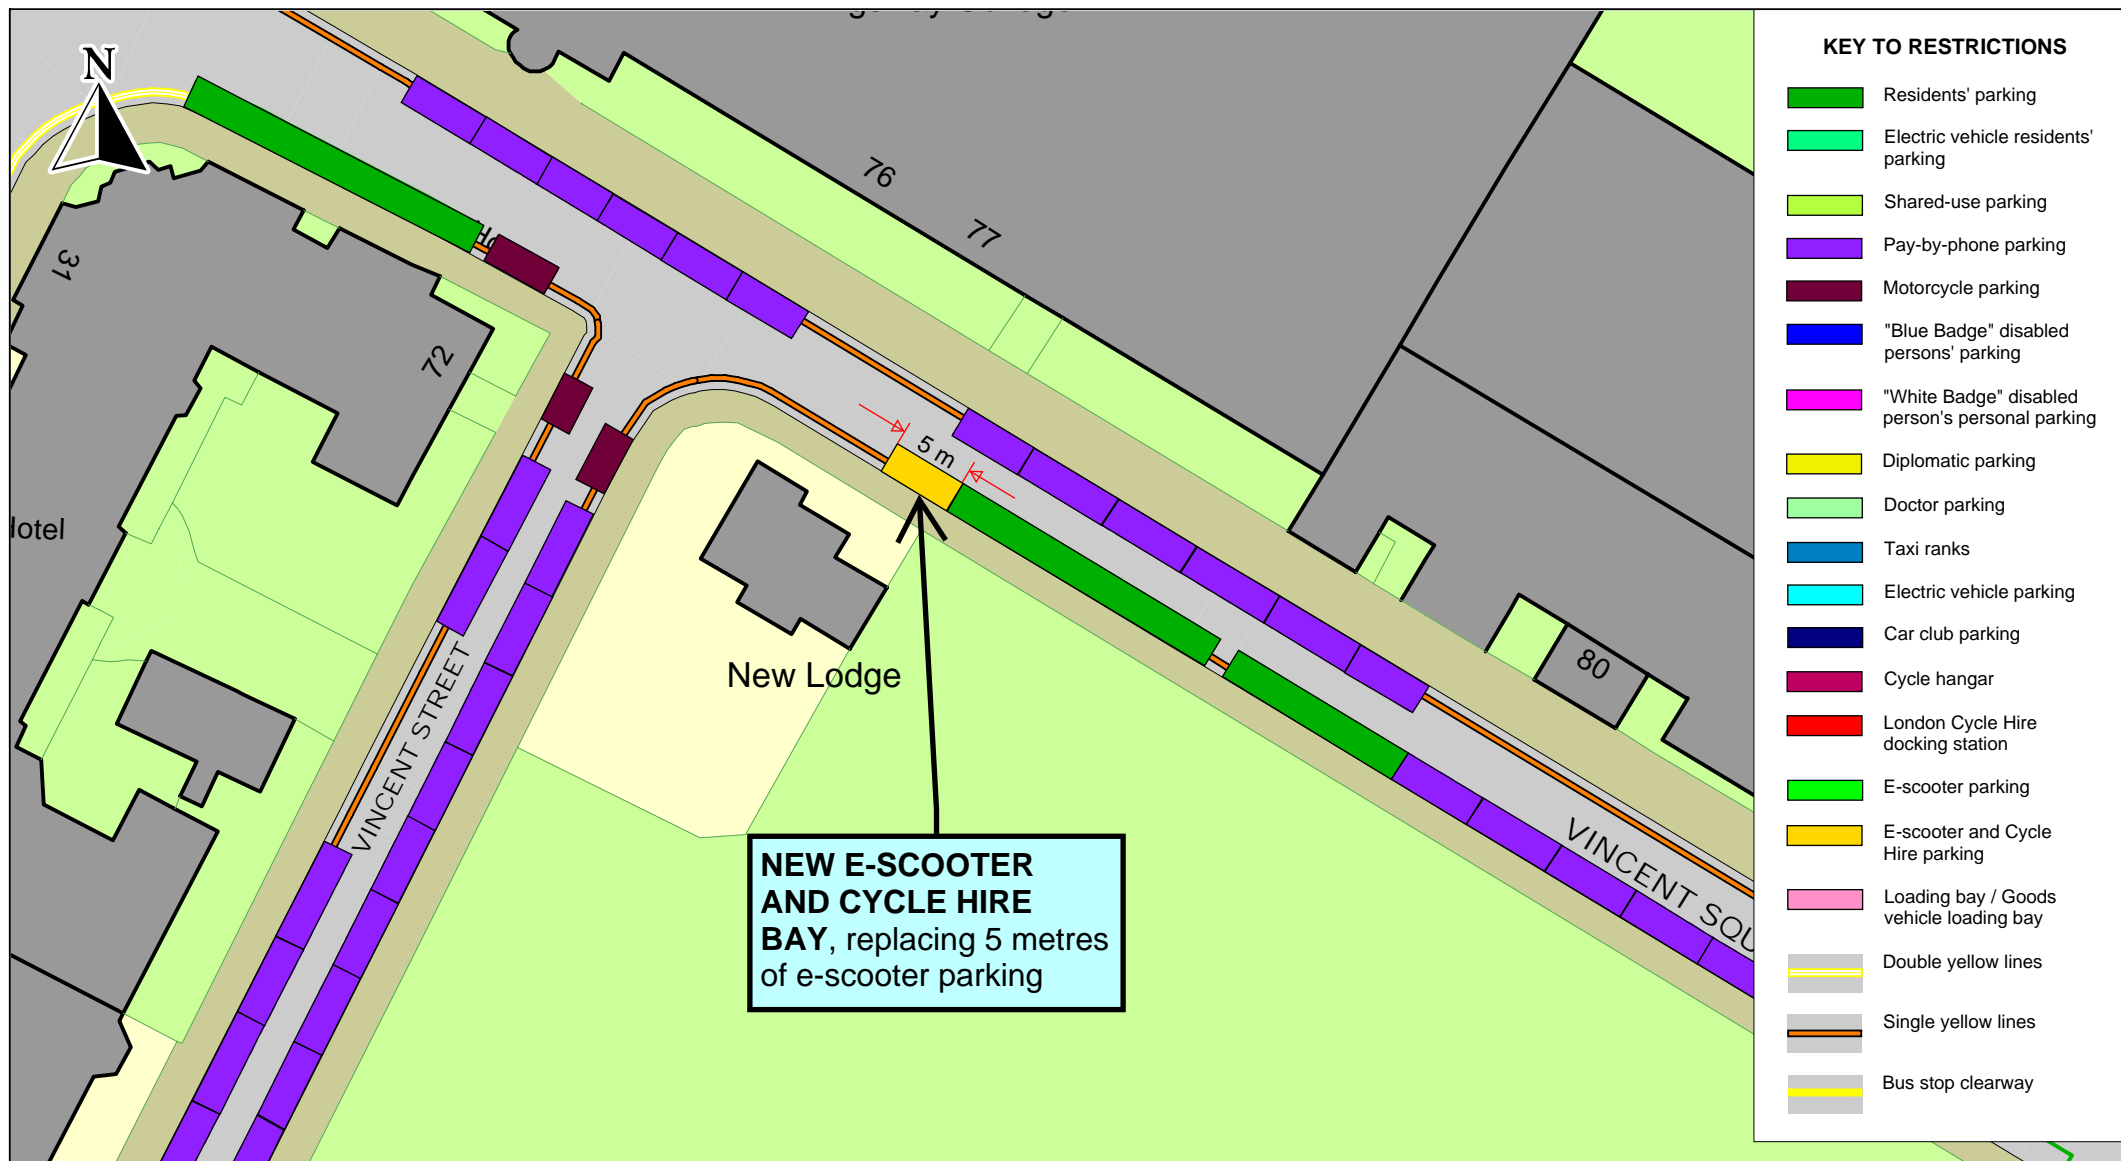 N
76
77
31
72
5 m
New Lodge
80
VINCENT STREET
VINCENT
NEW E-SCOOTER
AND CYCLE HIRE
BAY, replacing 5 metres
of e-scooter parking
KEY TO RESTRICTIONS
Residents' parking
Electric vehicle residents'
parking
Shared-use parking
Pay-by-phone parking
Motorcycle parking
"Blue Badge" disabled
persons' parking
"White Badge" disabled
person's personal parking
Diplomatic parking
Doctor parking
Taxi ranks
Electric vehicle parking
Car club parking
Cycle hangar
London Cycle Hire
docking station
E-scooter parking
E-scooter and Cycle
Hire parking
Loading bay / Goods
vehicle loading bay
Double yellow lines
Single yellow lines
Bus stop clearway